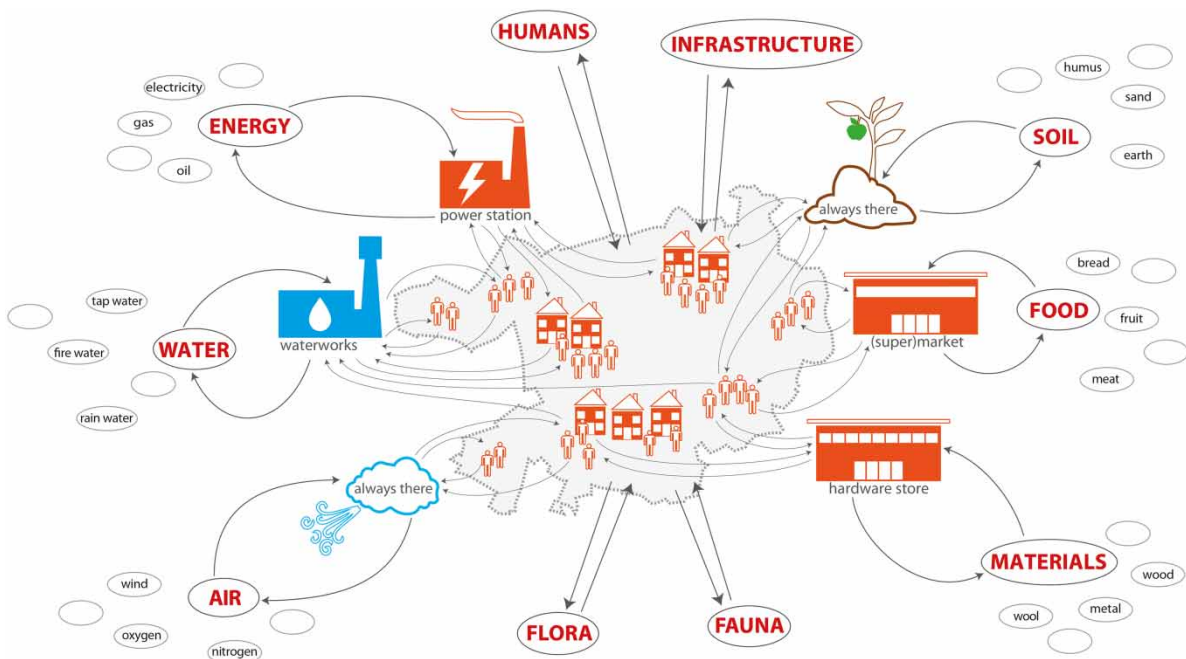 HUMANS
INFRASTRUCTURE
electricity
gas
ENERGY
oil
power station
humus
sand
SOIL
earth
always there
tap water
fire water
WATER
rain water
waterworks
bread
FOOD
fruit
meat
(super)market
always there
wind
AIR
oxygen
nitrogen
hardware store
MATERIALS
wood
metal
wool
FLORA
FAUNA